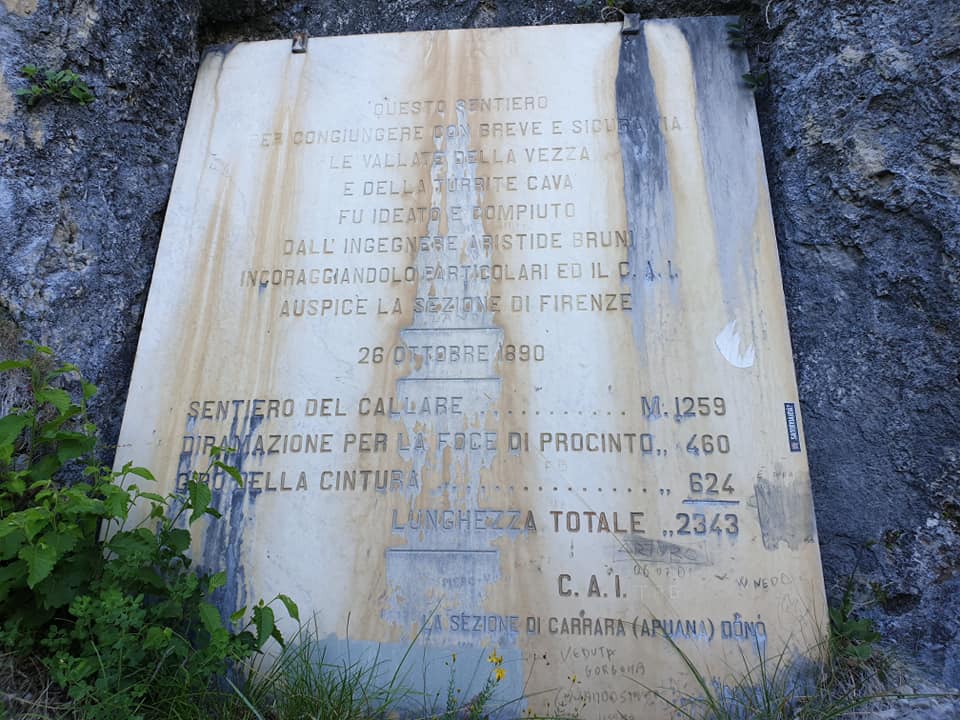 QUESTO SENTIERO
PER CONGIUNGERE CON BREVE E SICURA VIA
LE VALLATE DELLA VEZZA
E DELLA TURRITE CAVA
FU IDEATO E COMPIUTO
DALL' INGEGNERE ARISTIDE BRUNI
INCORAGGIANDOLO PARTICOLARI ED IL C.A.I.
AUSPICE LA SEZIONE DI FIRENZE
26 OTTOBRE 1890
SENTIERO DEL CALLARE ............ M. 1259
DIRAMAZIONE PER LA FOCE DI PROCINTO „ 460
GIRO DELLA CINTURA ................ „ 624
LUNGHEZZA TOTALE „ 2343
ARTURO
C.A.I.
LA SEZIONE DI CARRARA (APUANA) DONÒ
VEDUTA
GORGONA